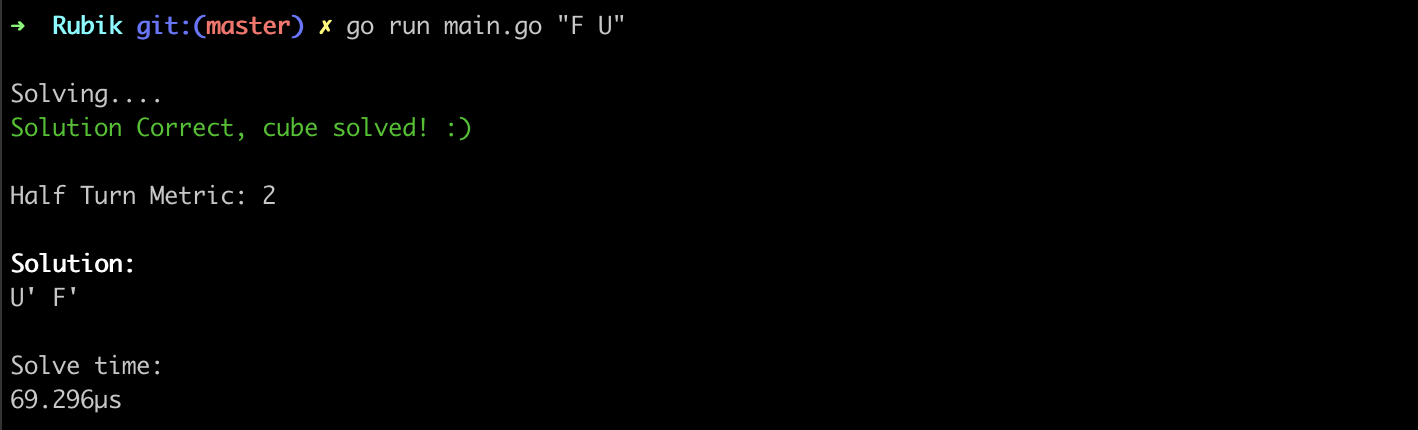 ➜  Rubik git:(master) ✗ go run main.go "F U"
Solving....
Solution Correct, cube solved! :)
Half Turn Metric: 2
Solution:
U' F'
Solve time:
69.296µs